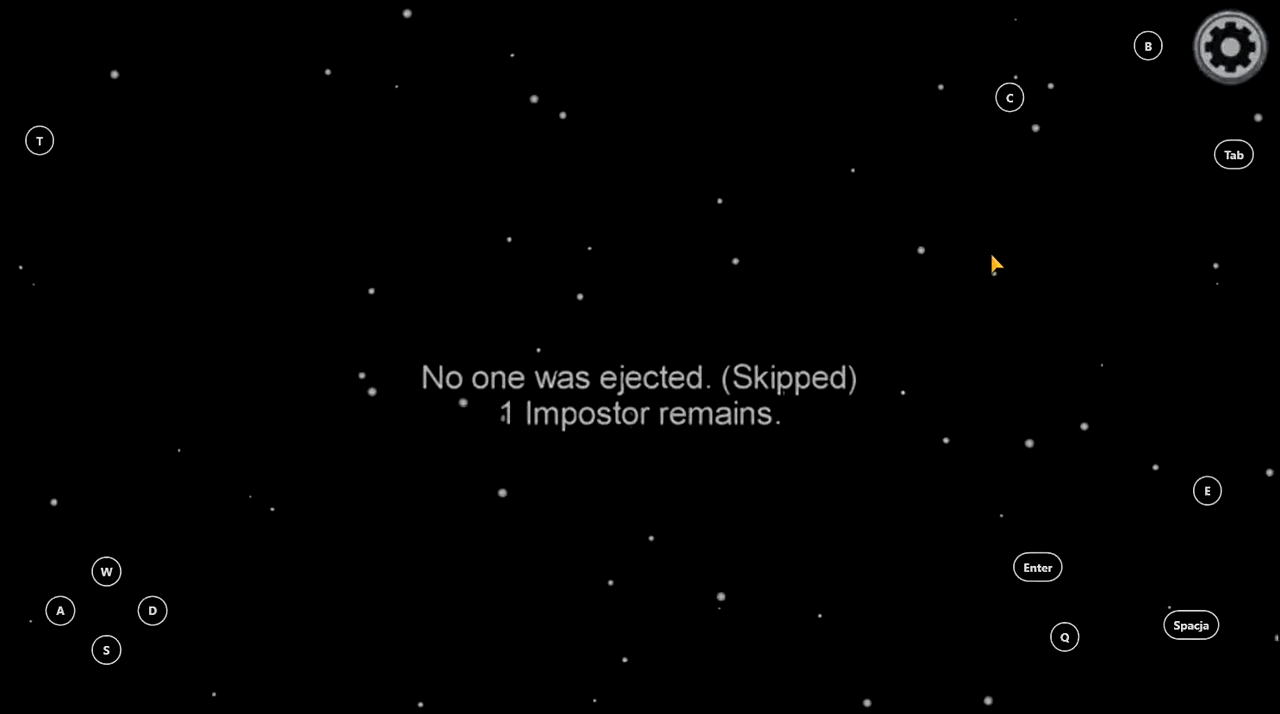 B
C
T
Tab
No one was ejected. (Skipped)
1 Impostor remains.
E
W
Enter
A
D
Spacja
Q
S